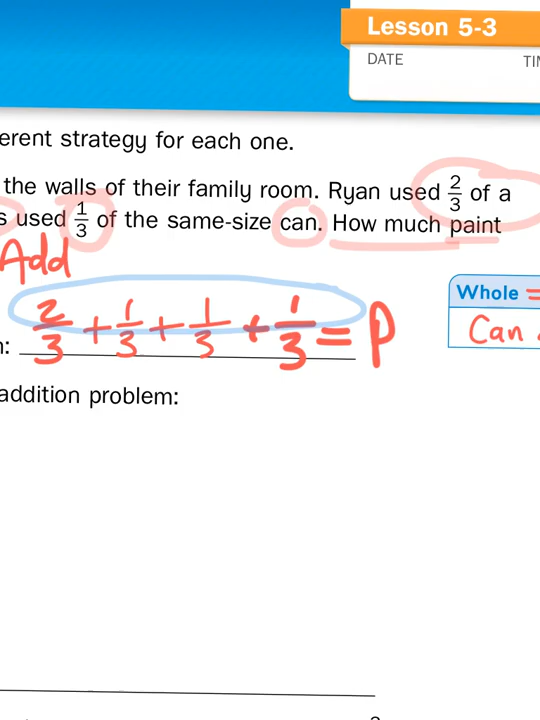 Lesson 5-3
DATE
erent strategy for each one.
the walls of their family room. Ryan used 2/3 of a
s used 1/3 of the same-size can. How much paint
Add
Whole =
Can
2/3 + 1/3 + 1/3 + 1/3 = P
n:
addition problem: